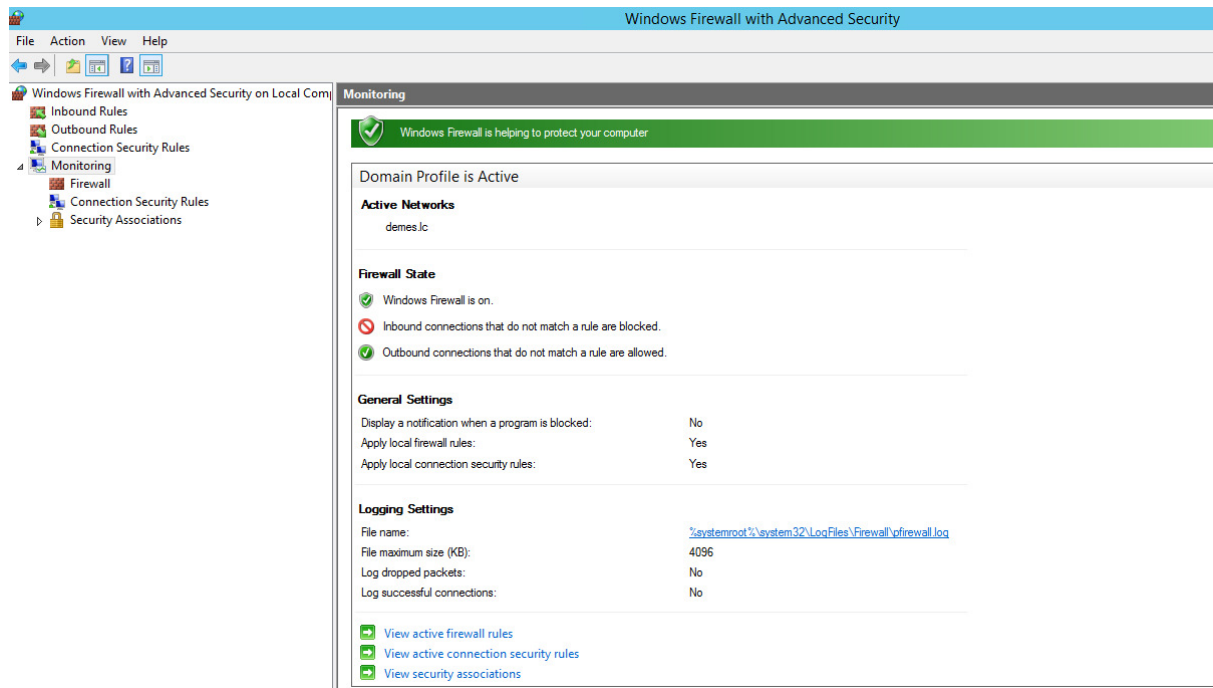 Windows Firewall with Advanced Security
File Action View Help
Windows Firewall with Advanced Security on Local Comp
Inbound Rules
Outbound Rules
Connection Security Rules
Monitoring
Firewall
Connection Security Rules
Security Associations
Monitoring
Windows Firewall is helping to protect your computer
Domain Profile is Active
Active Networks
demes.lc
Firewall State
Windows Firewall is on.
Inbound connections that do not match a rule are blocked.
Outbound connections that do not match a rule are allowed.
General Settings
Display a notification when a program is blocked: No
Apply local firewall rules: Yes
Apply local connection security rules: Yes
Logging Settings
File name: %systemroot%\system32\LogFiles\Firewall\pfirewall.log
File maximum size (KB): 4096
Log dropped packets: No
Log successful connections: No
View active firewall rules
View active connection security rules
View security associations